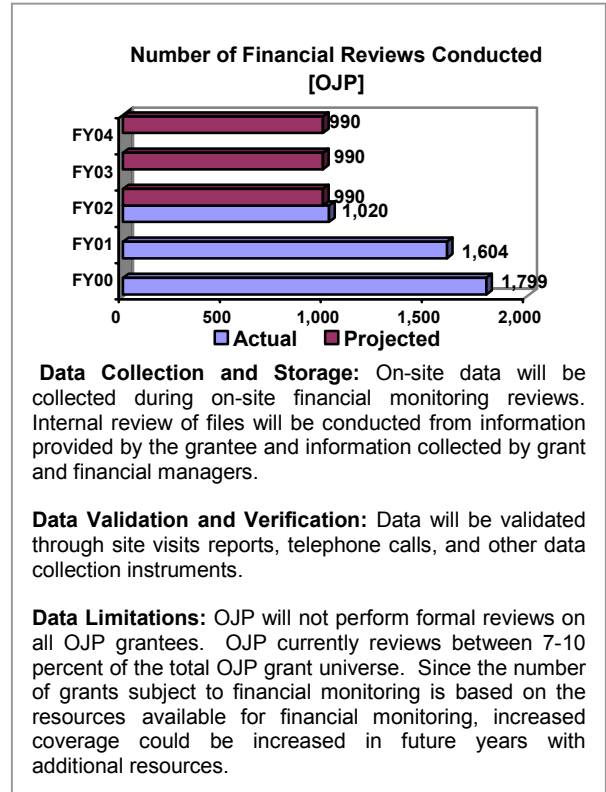 Number of Financial Reviews Conducted
[OJP]
FY04
990
FY03
990
990
FY02
1,020
FY01
1,604
FY00
1,799
0 500 1,000 1,500 2,000
Actual Projected
Data Collection and Storage: On-site data will be
collected during on-site financial monitoring reviews.
Internal review of files will be conducted from information
provided by the grantee and information collected by grant
and financial managers.
Data Validation and Verification: Data will be validated
through site visits reports, telephone calls, and other data
collection instruments.
Data Limitations: OJP will not perform formal reviews on
all OJP grantees. OJP currently reviews between 7-10
percent of the total OJP grant universe. Since the number
of grants subject to financial monitoring is based on the
resources available for financial monitoring, increased
coverage could be increased in future years with
additional resources.